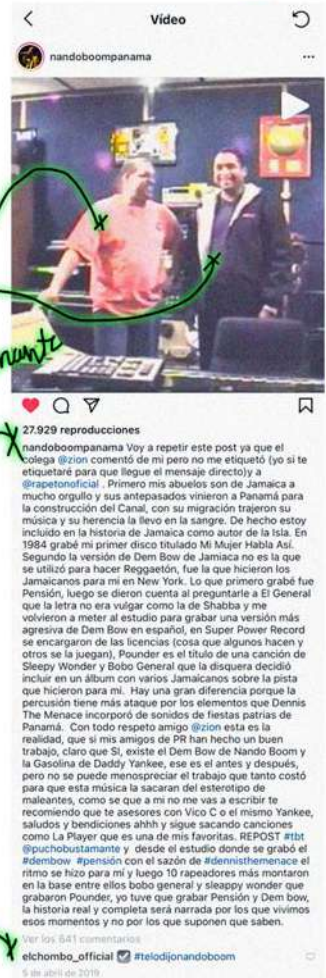 Vídeo
nandoboompanama
...
27.929 reproducciones
nandoboompanama Voy a repetir este post ya que el
colega @zion comentó de mi pero no me etiquetó (yo si te
etiquetaré para que llegue el mensaje directo)y a
@rapetonoficial . Primero mis abuelos son de Jamaica a
mucho orgullo y sus antepasados vinieron a Panamá para
la construcción del Canal, con su migración trajeron su
música y su herencia la llevo en la sangre. De hecho estoy
incluido en la historia de Jamaica como autor de la Isla. En
1984 grabé mi primer disco titulado Mi Mujer Habla Así.
Segundo la versión de Dem Bow de Jamiaca no es la que
se utilizó para hacer Reggaetón, fue la que hicieron los
Jamaicanos para mi en New York. Lo que primero grabé fue
Pensión, luego se dieron cuenta al preguntarle a El General
que la letra no era vulgar como la de Shabba y me
volvieron a meter al estudio para grabar una versión más
agresiva de Dem Bow en español, en Super Power Record
se encargaron de las licencias (cosa que algunos hacen y
otros se la juegan), Pounder es el título de una canción de
Sleepy Wonder y Bobo General que la disquera decidió
incluir en un álbum con varios Jamaicanos sobre la pista
que hicieron para mi. Hay una gran diferencia porque la
percusión tiene más ataque por los elementos que Dennis
The Menace incorporó de sonidos de fiestas patrias de
Panamá. Con todo respeto amigo @zion esta es la
realidad, que si mis amigos de PR han hecho un buen
trabajo, claro que SI, existe el Dem Bow de Nando Boom y
la Gasolina de Daddy Yankee, ese es el antes y después,
pero no se puede menospreciar el trabajo que tanto costó
para que esta música la sacaran del esterotipo de
maleantes, como se que a mi no me vas a escribir te
recomiendo que te asesores con Vico C o el mismo Yankee,
saludos y bendiciones ahhh y sigue sacando canciones
como La Player que es una de mis favoritas. REPOST #tbt
@puchobustamante y desde el estudio donde se grabó el
#dembow #pensión con el sazón de #dennisthemenace el
ritmo se hizo para mí y luego 10 rapeadores mas montaron
en la base entre ellos bobo general y sleappy wonder que
grabaron Pounder, yo tuve que grabar Pensión y Dem bow,
la historia real y completa será narrada por los que vivimos
esos momentos y no por los que suponen que saben.
Ver los 641 comentarios
elchombo_official ☑ #telodijonandoboom
5 de abril de 2019